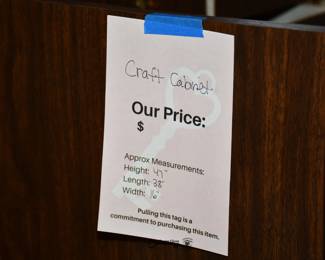 Craft Cabinet
Our Price:
$
Approx Measurements:
Height: 47"
Length: 38"
Width: 16"
Pulling this tag is a
commitment to purchasing this item.